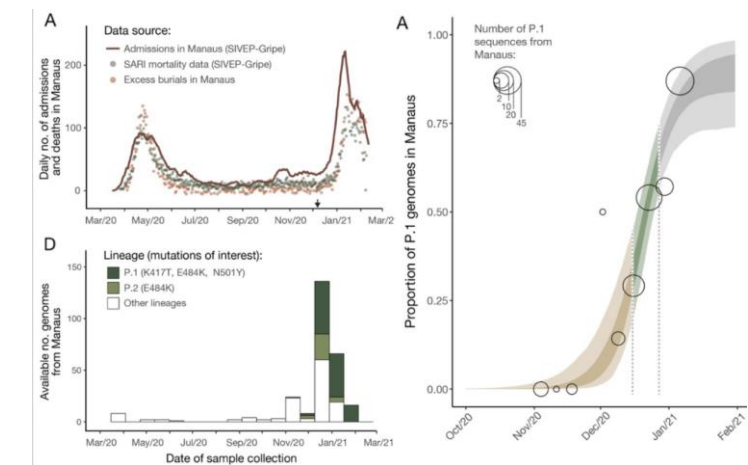 A
Data source:
Admissions in Manaus (SIVEP-Gripe)
SARI mortality data (SIVEP-Gripe)
Excess burials in Manaus
Daily no. of admissions
and deaths in Manaus
200
100
0
Mar/20 May/20 Jul/20 Sep/20 Nov/20 Jan/21 Mar/2
D
Lineage (mutations of interest):
P.1 (K417T, E484K, N501Y)
P.2 (E484K)
Other lineages
Available no. genomes
from Manaus
150
100
50
0
Mar/20 May/20 Jul/20 Sep/20 Nov/20 Jan/21 Mar/21
Date of sample collection
A
Number of P.1
sequences from
Manaus:
2
10
20
45
Proportion of P.1 genomes in Manaus
1.00
0.75
0.50
0.25
0.00
Oct/20 Nov/20 Dec/20 Jan/21 Feb/21